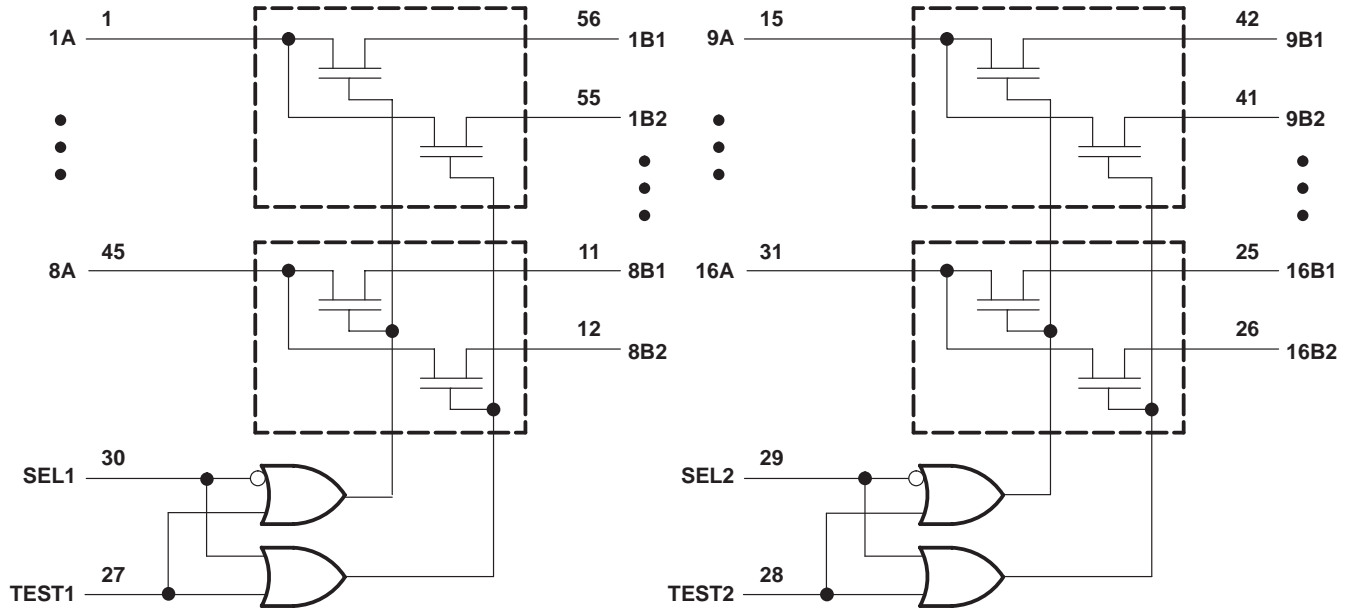 1 56 15 42
1A 1B1 9A 9B1
55 41
1B2 9B2
45 11 31 25
8A 8B1 16A 16B1
12 26
8B2 16B2
30 29
SEL1 SEL2
27 28
TEST1 TEST2